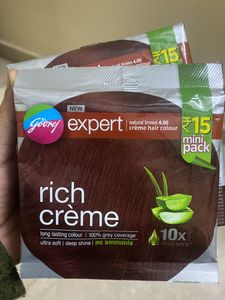 ₹15
NEW
Godrej
expert
natural brown 4.00
crème hair colour
₹15
mini
pack
rich
crème
long lasting colour | 100% grey coverage
ultra soft | deep shine | no ammonia
10x